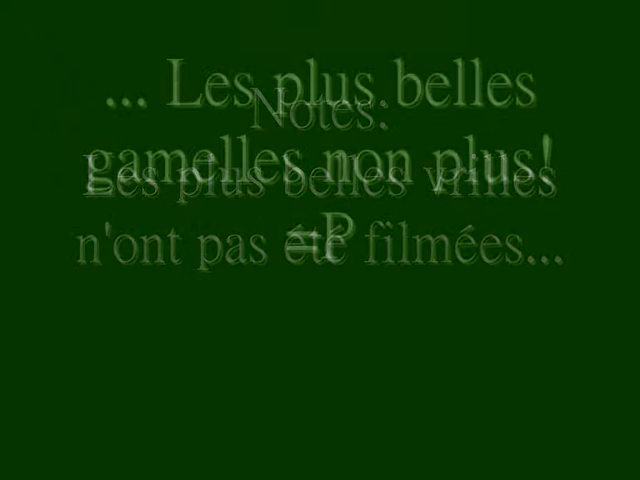 Notes:
Les plus belles vrilles
n'ont pas été filmées...
... Les plus belles
gamelles non plus!
=P